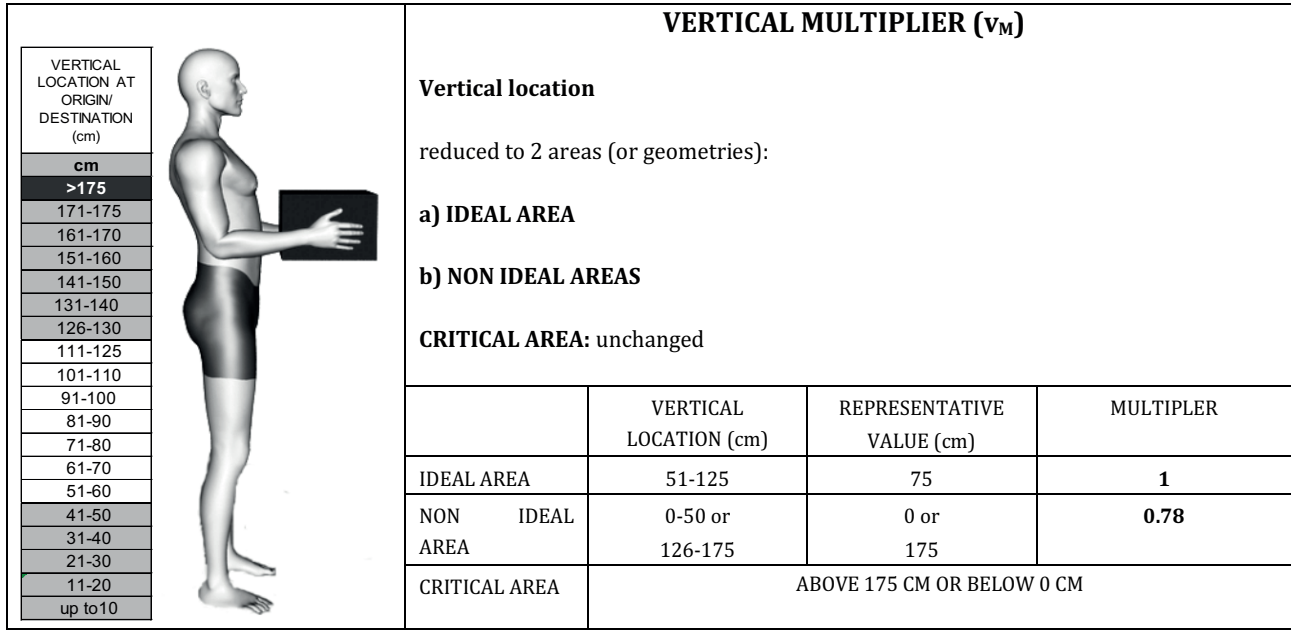 VERTICAL
LOCATION AT
ORIGIN/
DESTINATION
(cm)
cm
>175
171-175
161-170
151-160
141-150
131-140
126-130
111-125
101-110
91-100
81-90
71-80
61-70
51-60
41-50
31-40
21-30
11-20
up to10
VERTICAL MULTIPLIER (vM)
Vertical location
reduced to 2 areas (or geometries):
a) IDEAL AREA
b) NON IDEAL AREAS
CRITICAL AREA: unchanged
VERTICAL LOCATION (cm) REPRESENTATIVE VALUE (cm) MULTIPLER
IDEAL AREA 51-125 75 1
NON IDEAL AREA 0-50 or 126-175 0 or 175 0.78
CRITICAL AREA ABOVE 175 CM OR BELOW 0 CM